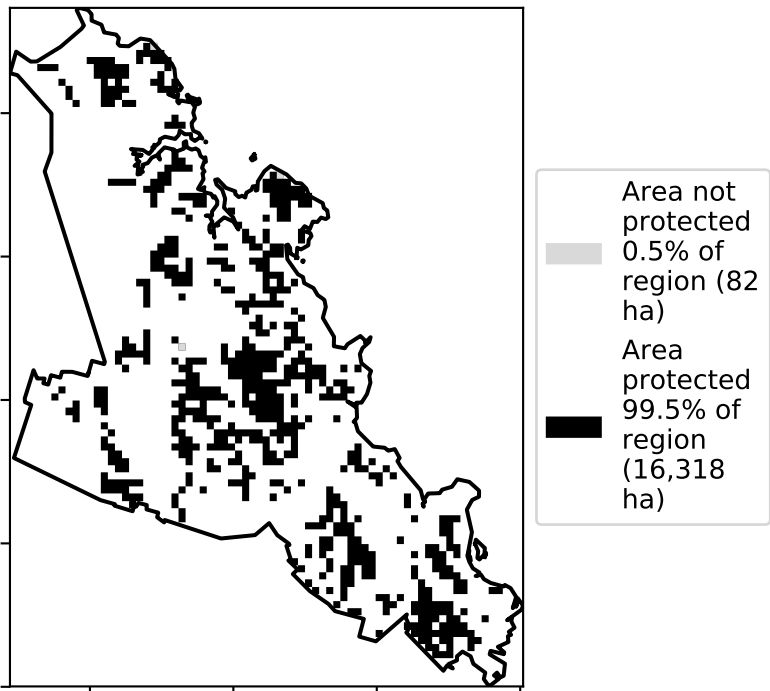 Area not
protected
0.5% of
region (82
ha)
Area
protected
99.5% of
region
(16,318
ha)